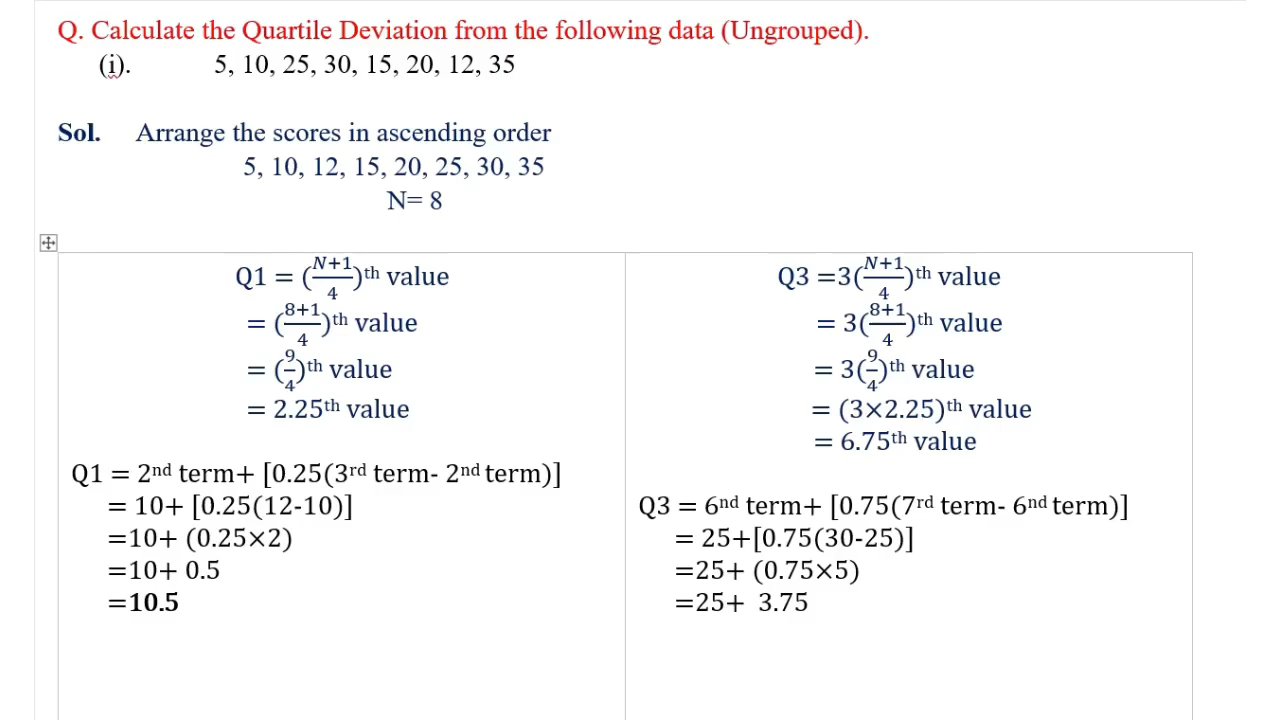 Q. Calculate the Quartile Deviation from the following data (Ungrouped).
(i). 5, 10, 25, 30, 15, 20, 12, 35
Sol. Arrange the scores in ascending order
5, 10, 12, 15, 20, 25, 30, 35
N= 8
Q1 = (N+1/4)th value
= (8+1/4)th value
= (9/4)th value
= 2.25th value
Q1 = 2nd term+ [0.25(3rd term- 2nd term)]
= 10+ [0.25(12-10)]
=10+ (0.25×2)
=10+ 0.5
=10.5
Q3 =3(N+1/4)th value
= 3(8+1/4)th value
= 3(9/4)th value
= (3×2.25)th value
= 6.75th value
Q3 = 6nd term+ [0.75(7rd term- 6nd term)]
= 25+[0.75(30-25)]
=25+ (0.75×5)
=25+ 3.75